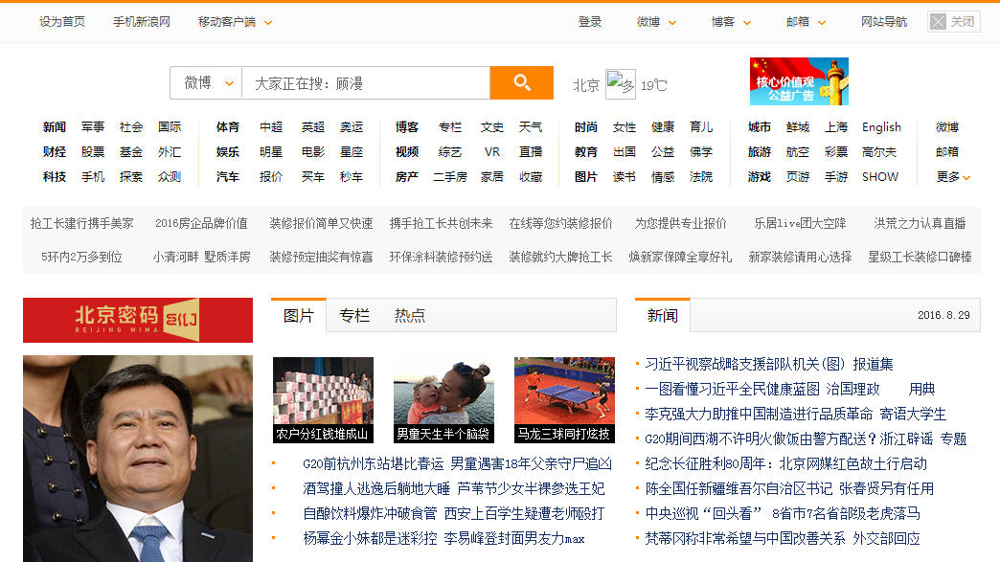 设为首页 手机新浪网 移动客户端 登录 微博 博客 邮箱 网站导航 关闭
微博 大家正在搜：顾漫 北京 多 19℃
核心价值观
公益广告
新闻 军事 社会 国际 体育 中超 英超 奥运 博客 专栏 文史 天气 时尚 女性 健康 育儿 城市 鲜城 上海 English 微博
财经 股票 基金 外汇 娱乐 明星 电影 星座 视频 综艺 VR 直播 教育 出国 公益 佛学 旅游 航空 彩票 高尔夫 邮箱
科技 手机 探索 众测 汽车 报价 买车 秒车 房产 二手房 家居 收藏 图片 读书 情感 法院 游戏 页游 手游 SHOW 更多
抢工长建行携手美家 2016房企品牌价值 装修报价简单又快速 携手抢工长共创未来 在线等您约装修报价 为您提供专业报价 乐居live团大空降 洪荒之力认真直播
5环内2万多到位 小清河畔 墅质洋房 装修预定抽奖有惊喜 环保涂料装修预约送 装修就约大牌抢工长 焕新家保障全享好礼 新家装修请用心选择 星级工长装修口碑棒
北京密码
BEIJING MIMA
图片 专栏 热点
农户分红钱堆成山 男童天生半个脑袋 马龙三球同打炫技
G20前杭州东站堪比春运 男童遇害18年父亲守尸追凶
酒驾撞人逃逸后躺地大睡 芦苇节少女半裸参选王妃
自酿饮料爆炸冲破食管 西安上百学生疑遭老师殴打
杨幂金小妹都是迷彩控 李易峰登封面男友力max
新闻 2016.8.29
习近平视察战略支援部队机关(图) 报道集
一图看懂习近平全民健康蓝图 治国理政 用典
李克强大力助推中国制造进行品质革命 寄语大学生
G20期间西湖不许明火做饭由警方配送？浙江辟谣 专题
纪念长征胜利80周年：北京网媒红色故土行启动
陈全国任新疆维吾尔自治区书记 张春贤另有任用
中央巡视“回头看” 8省市7名省部级老虎落马
梵蒂冈称非常希望与中国改善关系 外交部回应